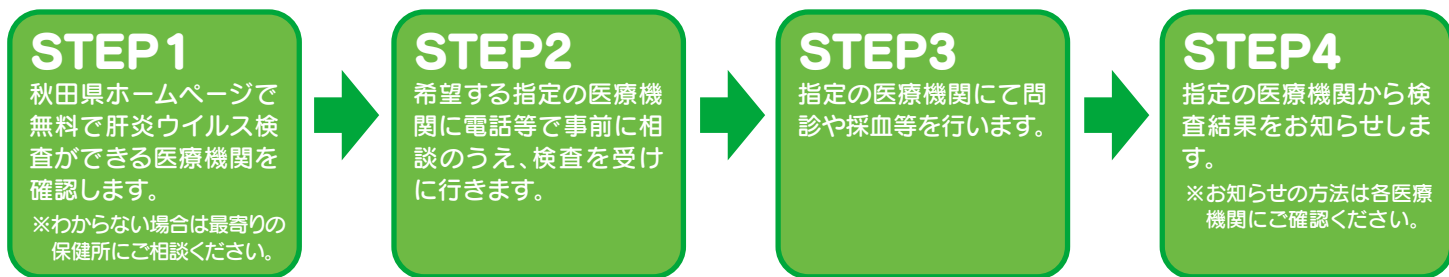 STEP1
秋田県ホームページで
無料で肝炎ウイルス検
査ができる医療機関を
確認します。
※わからない場合は最寄りの
保健所にご相談ください。
STEP2
希望する指定の医療機
関に電話等で事前に相
談のうえ、検査を受け
に行きます。
STEP3
指定の医療機関にて問
診や採血等を行います。
STEP4
指定の医療機関から検
査結果をお知らせしま
す。
※お知らせの方法は各医療
機関にご確認ください。